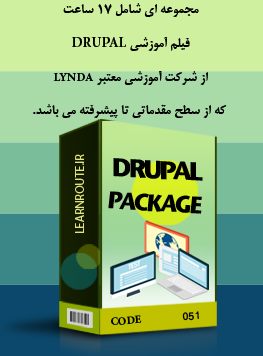 مجموعه ای شامل ۱۷ ساعت
فیلم آموزشی DRUPAL
از شرکت آموزشی معتبر LYNDA
که از سطح مقدماتی تا پیشرفته می باشد.
LEARNROUTE.IR
DRUPAL
PACKAGE
CODE 051